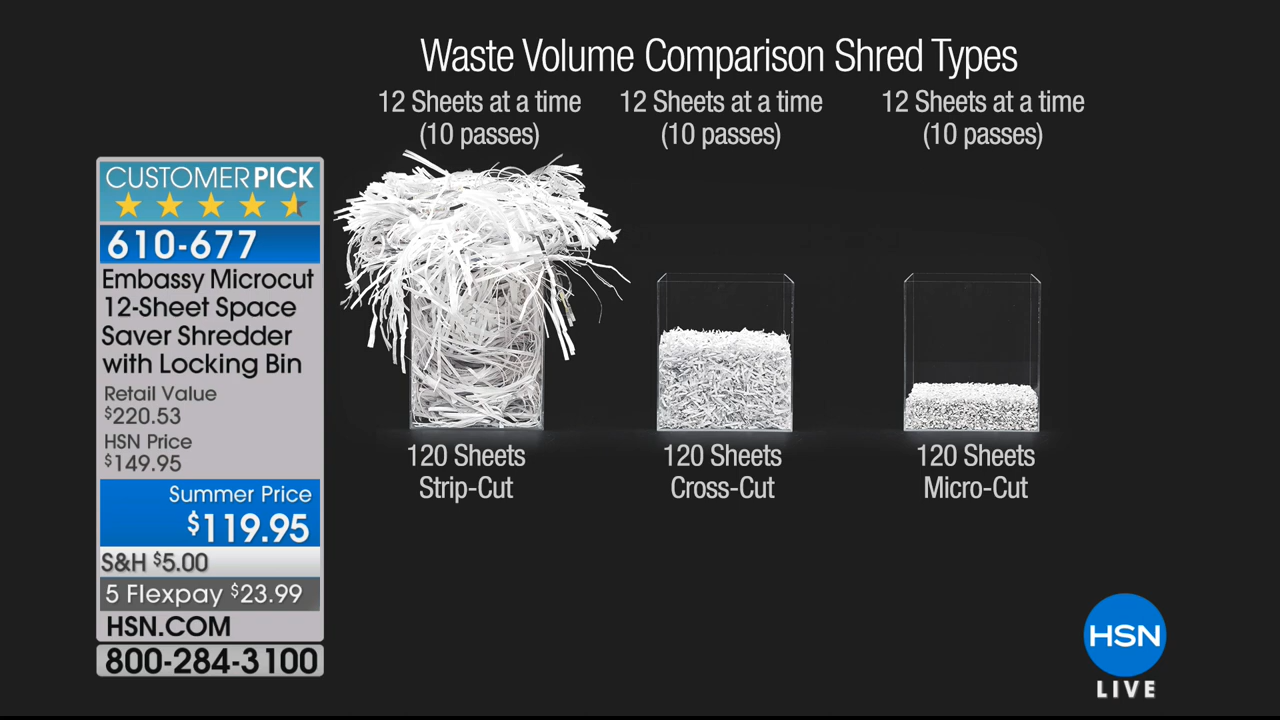 Waste Volume Comparison Shred Types
12 Sheets at a time
(10 passes)
12 Sheets at a time
(10 passes)
12 Sheets at a time
(10 passes)
120 Sheets
Strip-Cut
120 Sheets
Cross-Cut
120 Sheets
Micro-Cut
CUSTOMER PICK
610-677
Embassy Microcut
12-Sheet Space
Saver Shredder
with Locking Bin
Retail Value
$220.53
HSN Price
$149.95
Summer Price
$119.95
S&H $5.00
5 Flexpay $23.99
HSN.COM
800-284-3100
HSN
LIVE